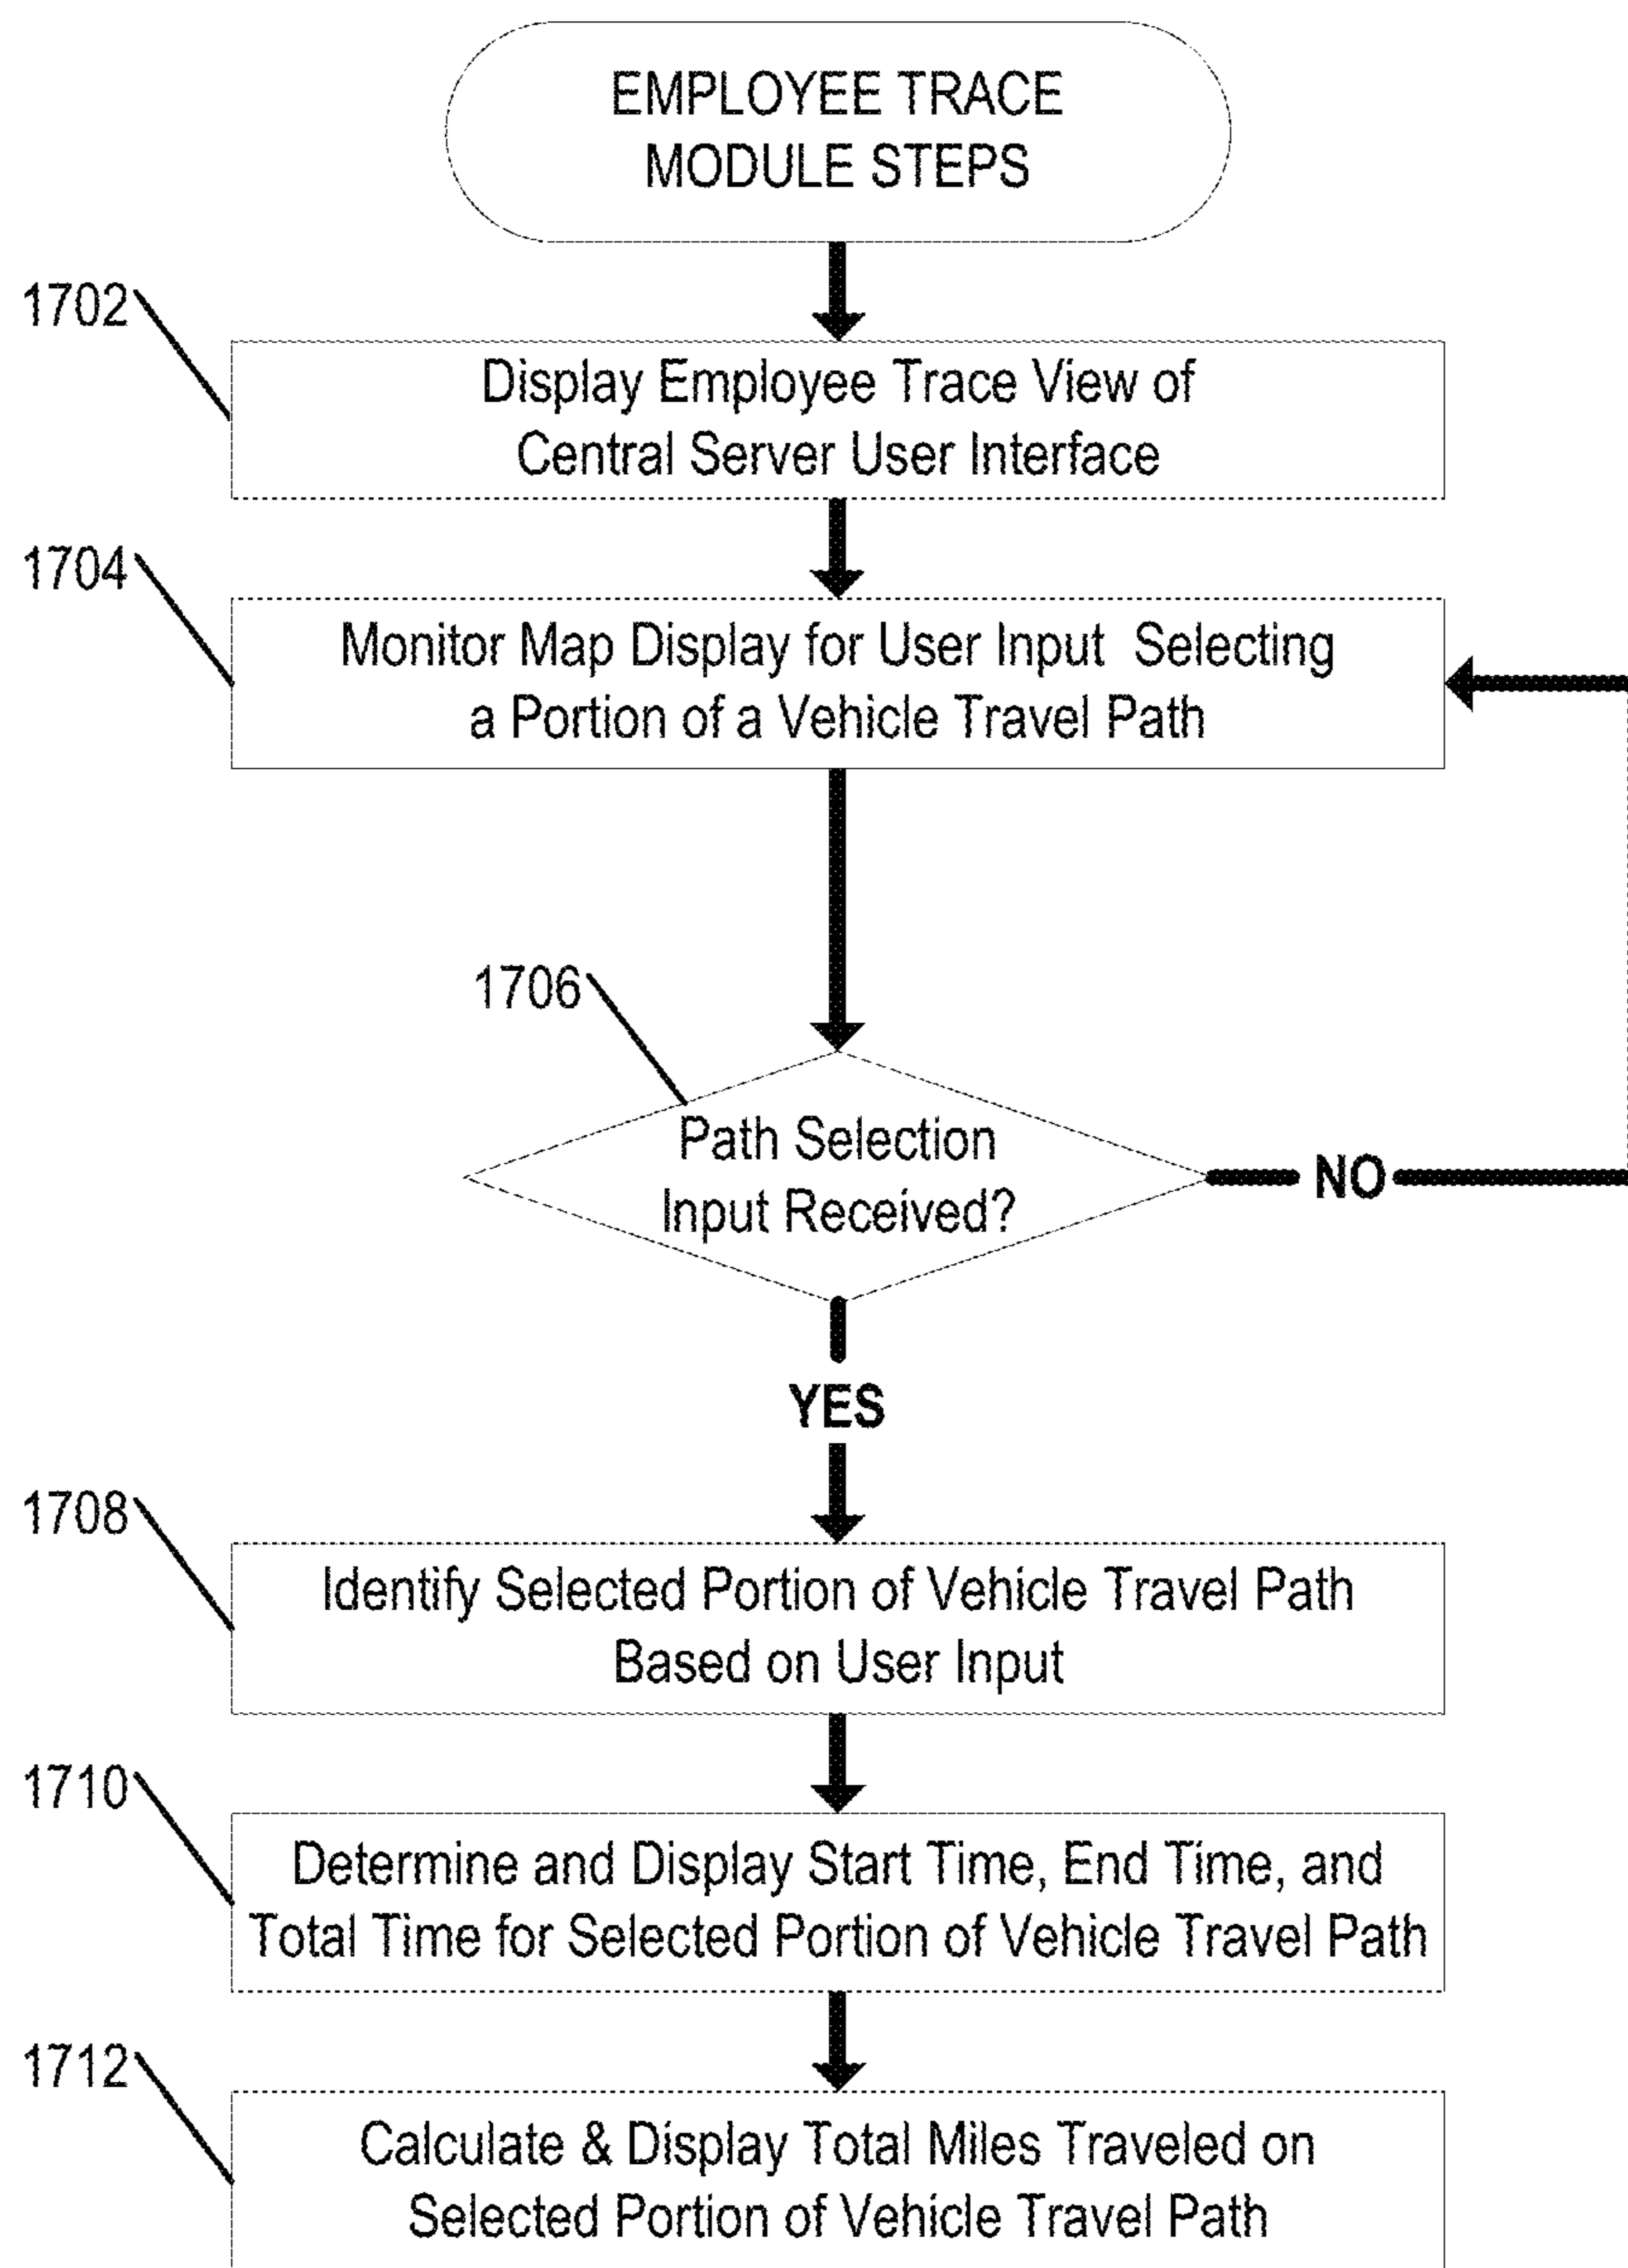 EMPLOYEE TRACE
MODULE STEPS
1702
Display Employee Trace View of
Central Server User Interface
1704
Monitor Map Display for User Input Selecting
a Portion of a Vehicle Travel Path
1706
Path Selection
Input Received?
NO
YES
1708
Identify Selected Portion of Vehicle Travel Path
Based on User Input
1710
Determine and Display Start Time, End Time, and
Total Time for Selected Portion of Vehicle Travel Path
1712
Calculate & Display Total Miles Traveled on
Selected Portion of Vehicle Travel Path